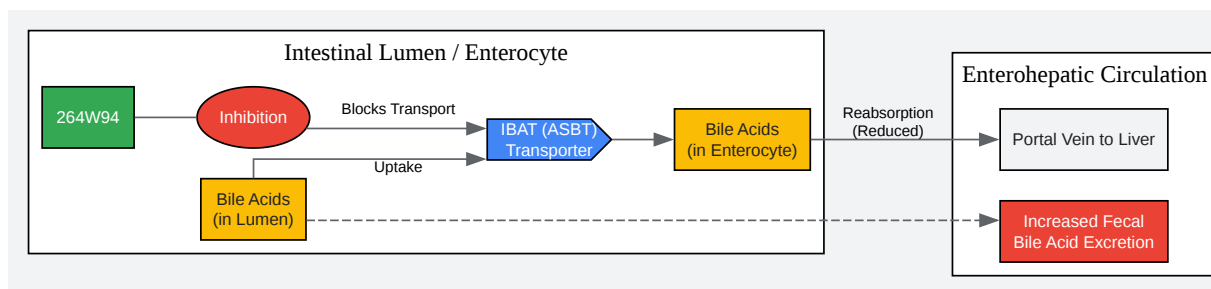 Intestinal Lumen / Enterocyte
264W94
Inhibition
Blocks Transport
IBAT (ASBT)
Transporter
Uptake
Bile Acids
(in Lumen)
Bile Acids
(in Enterocyte)
Reabsorption
(Reduced)
Enterohepatic Circulation
Portal Vein to Liver
Increased Fecal
Bile Acid Excretion